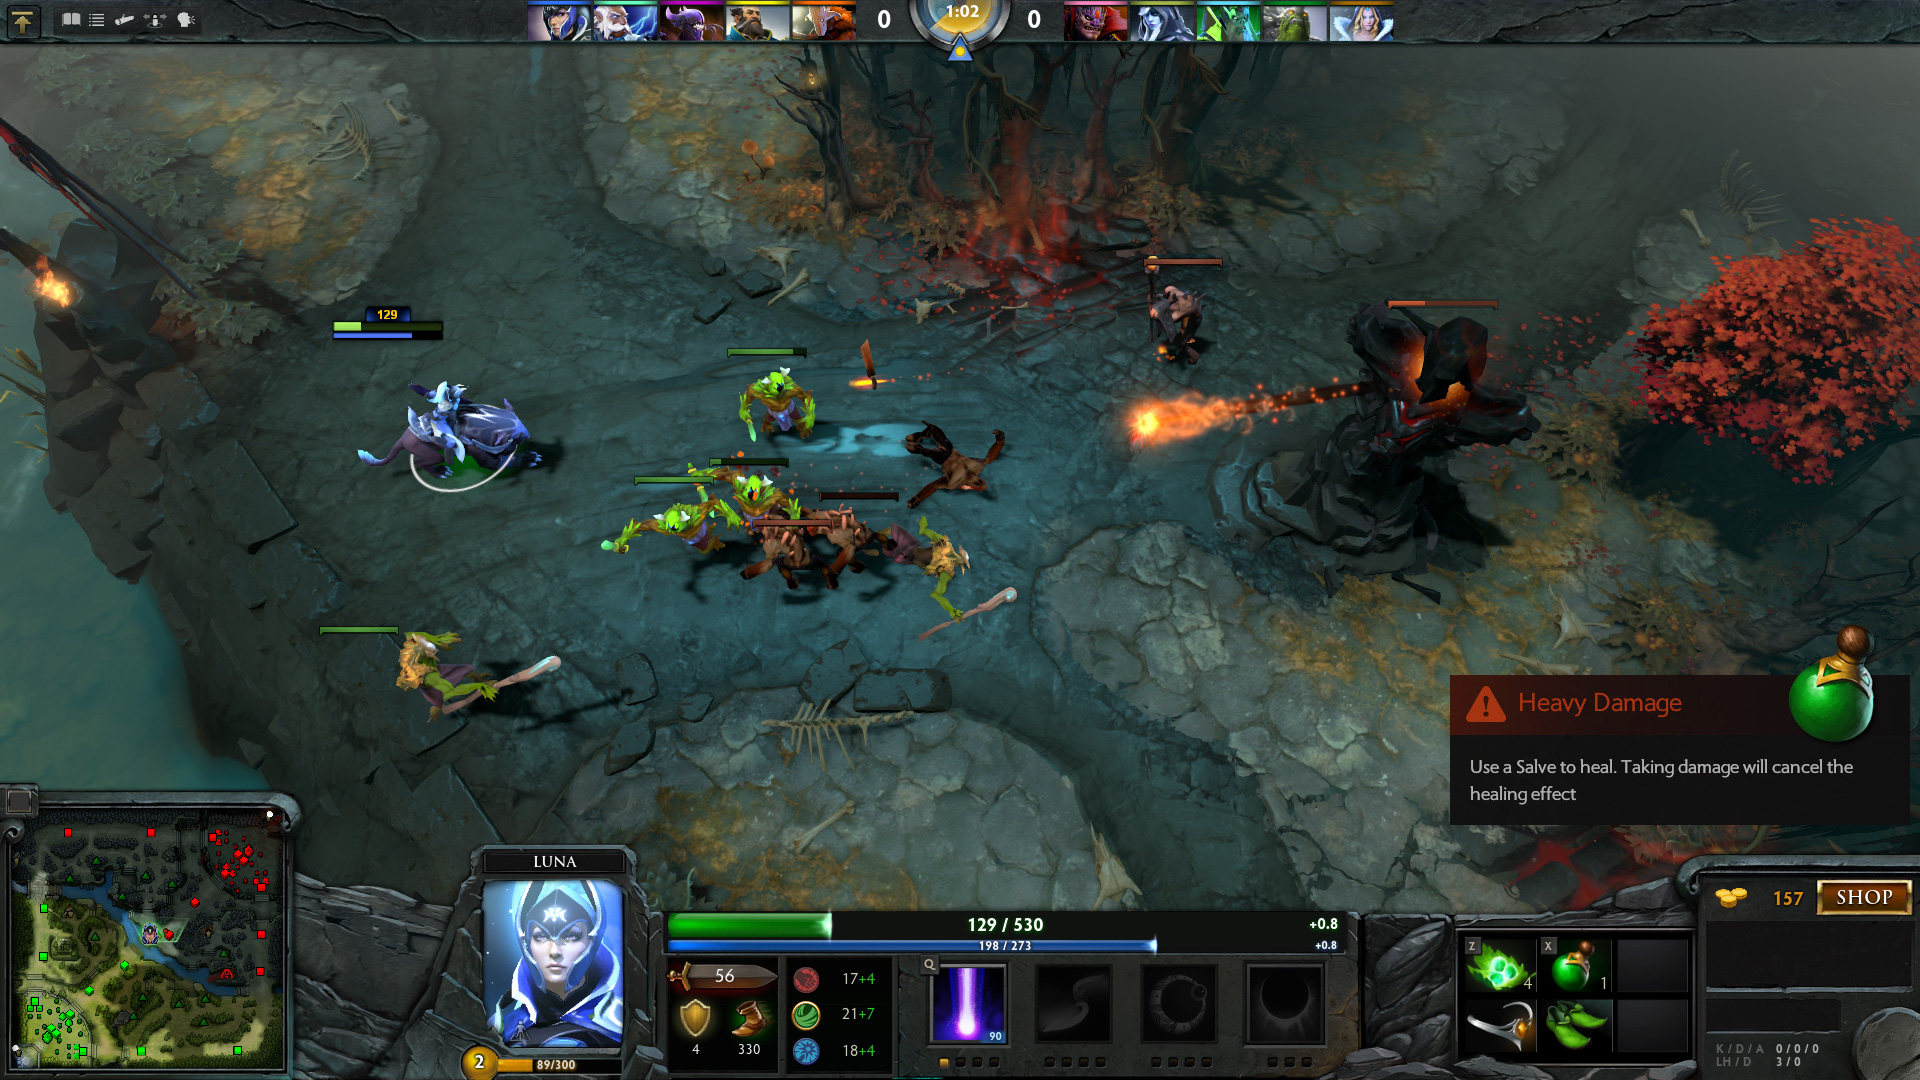 0
1:02
0
129
Heavy Damage
Use a Salve to heal. Taking damage will cancel the
healing effect
LUNA
129 / 530
+0.8
198 / 273
+0.8
56
4
330
17+4
21+7
18+4
Q
90
2
89/300
Z
4
X
1
157
SHOP
K / D / A 0 / 0 / 0
LH / D 3 / 0